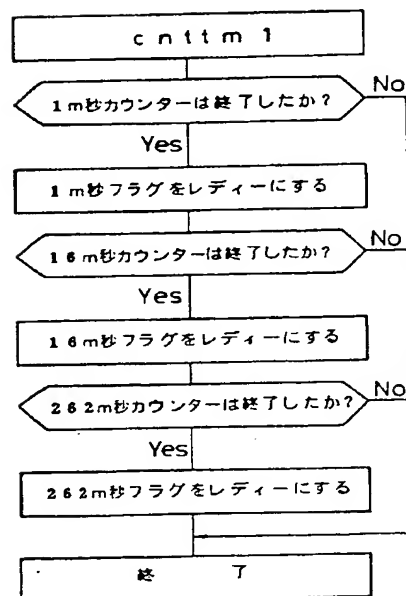 cnttm1
1m秒カウンターは終了したか?
No
Yes
1m秒フラグをレディーにする
16m秒カウンターは終了したか?
No
Yes
16m秒フラグをレディーにする
262m秒カウンターは終了したか?
No
Yes
262m秒フラグをレディーにする
終了